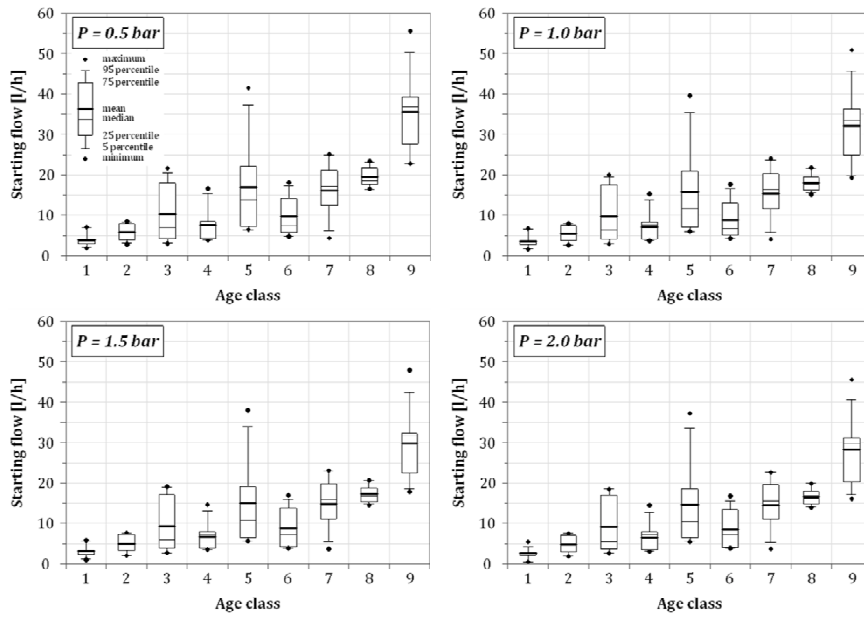 P = 0.5 bar
Starting flow [l/h]
60
50
40
30
20
10
0
maximum
95 percentile
75 percentile
mean
median
25 percentile
5 percentile
minimum
1 2 3 4 5 6 7 8 9
Age class
P = 1.0 bar
Starting flow [l/h]
60
50
40
30
20
10
0
1 2 3 4 5 6 7 8 9
Age class
P = 1.5 bar
Starting flow [l/h]
60
50
40
30
20
10
0
1 2 3 4 5 6 7 8 9
Age class
P = 2.0 bar
Starting flow [l/h]
60
50
40
30
20
10
0
1 2 3 4 5 6 7 8 9
Age class